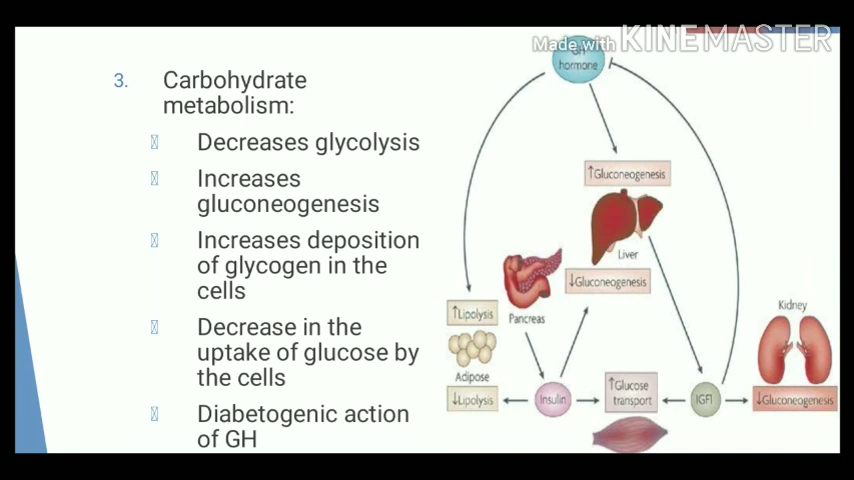 Made with KINEMASTER
3. Carbohydrate
metabolism:
Decreases glycolysis
Increases
gluconeogenesis
Increases deposition
of glycogen in the
cells
Decrease in the
uptake of glucose by
the cells
Diabetogenic action
of GH
GH
hormone
↑Gluconeogenesis
Liver
↓Gluconeogenesis
Pancreas
↑Lipolysis
Adipose
↓Lipolysis
Insulin
↑Glucose
transport
IGFI
Kidney
↓Gluconeogenesis